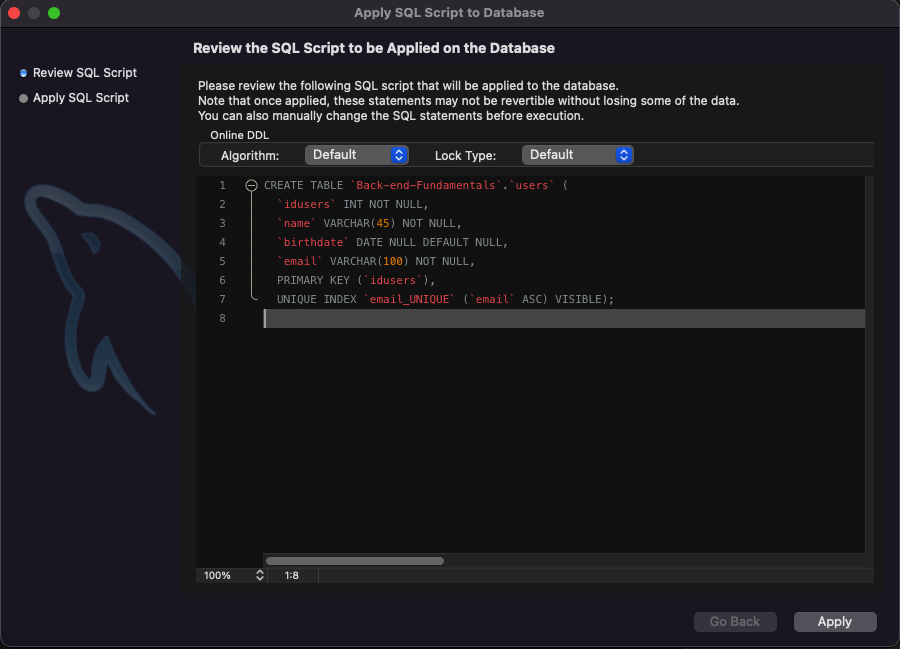 Apply SQL Script to Database
Review the SQL Script to be Applied on the Database
Review SQL Script
Apply SQL Script
Please review the following SQL script that will be applied to the database.
Note that once applied, these statements may not be revertible without losing some of the data.
You can also manually change the SQL statements before execution.
Online DDL
Algorithm: Default Lock Type: Default
1 CREATE TABLE `Back-end-Fundamentals`.`users` (
2 `idusers` INT NOT NULL,
3 `name` VARCHAR(45) NOT NULL,
4 `birthdate` DATE NULL DEFAULT NULL,
5 `email` VARCHAR(100) NOT NULL,
6 PRIMARY KEY (`idusers`),
7 UNIQUE INDEX `email_UNIQUE` (`email` ASC) VISIBLE);
8
100% 1:8
Go Back Apply